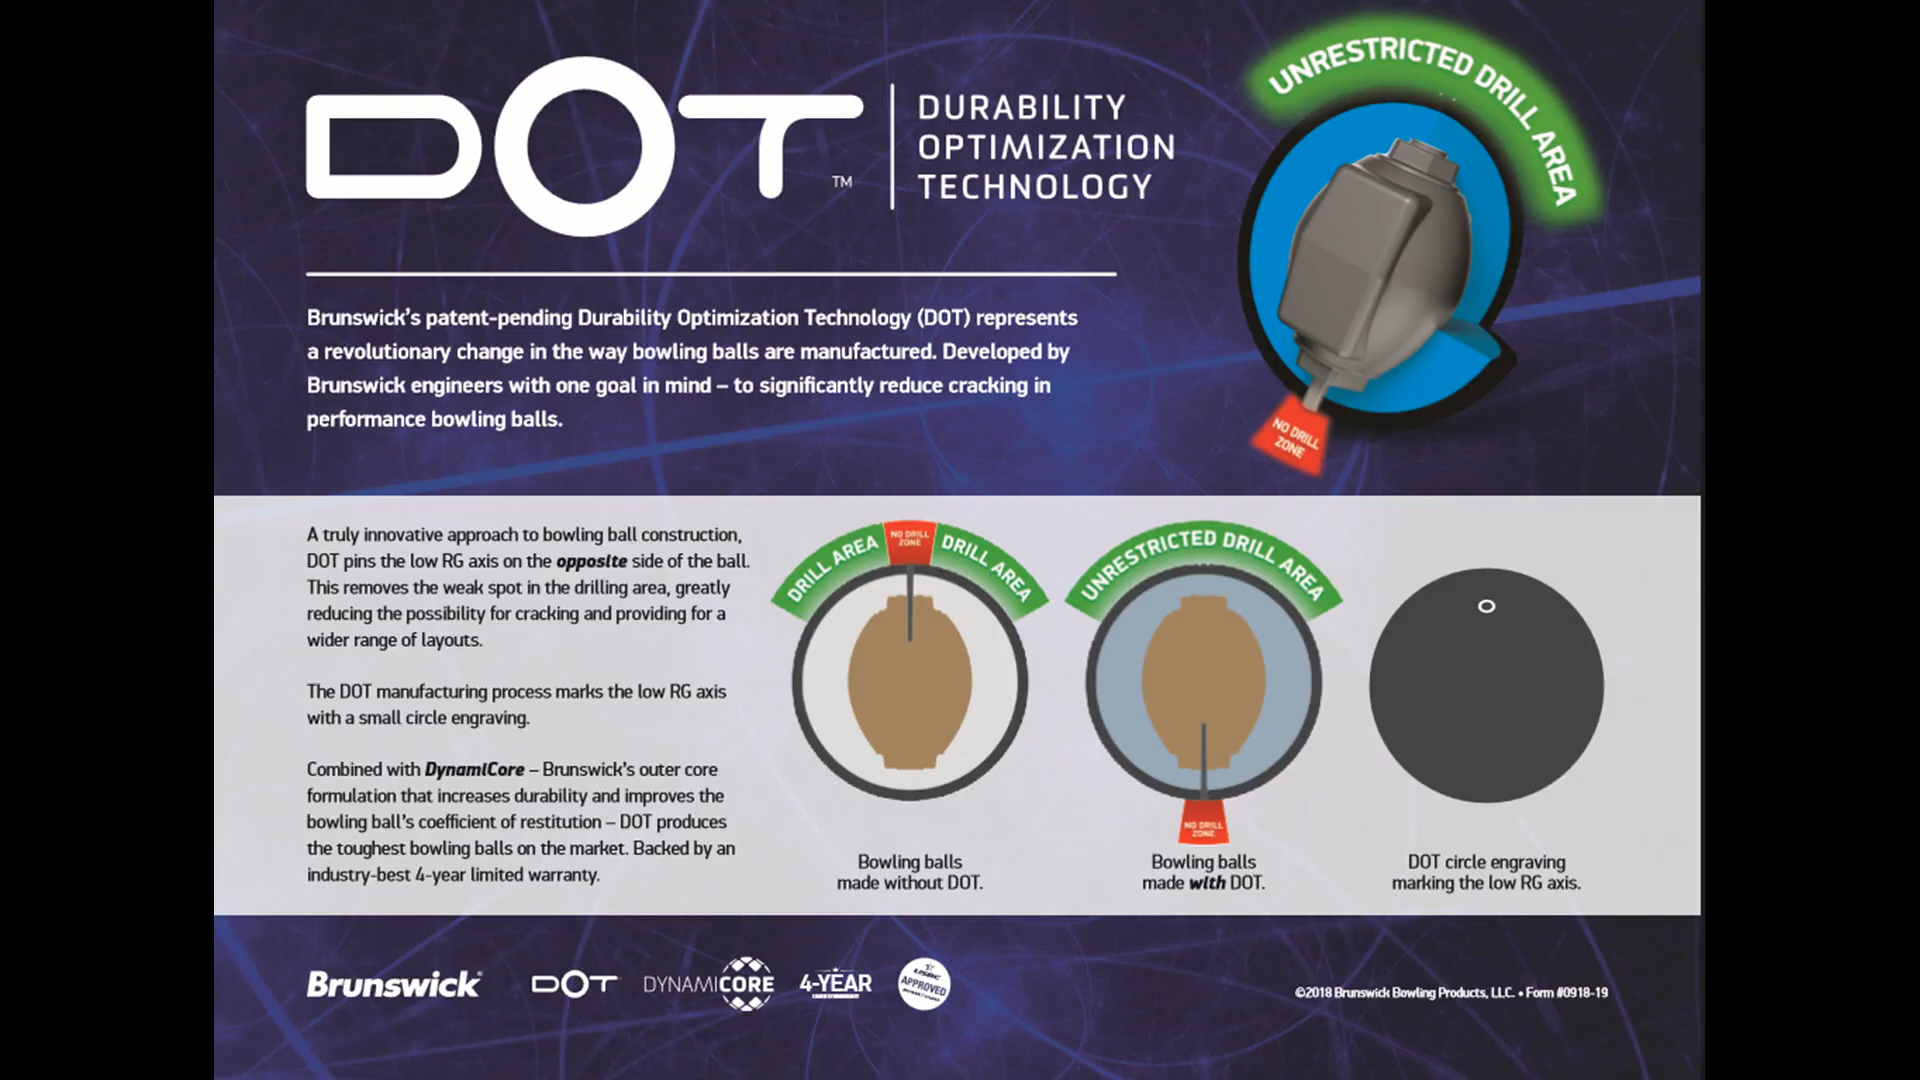 DOT™
DURABILITY
OPTIMIZATION
TECHNOLOGY
UNRESTRICTED DRILL AREA
NO DRILL
ZONE
Brunswick's patent-pending Durability Optimization Technology (DOT) represents
a revolutionary change in the way bowling balls are manufactured. Developed by
Brunswick engineers with one goal in mind – to significantly reduce cracking in
performance bowling balls.
A truly innovative approach to bowling ball construction,
DOT pins the low RG axis on the opposite side of the ball.
This removes the weak spot in the drilling area, greatly
reducing the possibility for cracking and providing for a
wider range of layouts.
The DOT manufacturing process marks the low RG axis
with a small circle engraving.
Combined with DynamiCore – Brunswick's outer core
formulation that increases durability and improves the
bowling ball's coefficient of restitution – DOT produces
the toughest bowling balls on the market. Backed by an
industry-best 4-year limited warranty.
DRILL AREA
NO DRILL
ZONE
DRILL AREA
Bowling balls
made without DOT.
UNRESTRICTED DRILL AREA
NO DRILL
ZONE
Bowling balls
made with DOT.
DOT circle engraving
marking the low RG axis.
Brunswick®
DOT
DYNAMICORE
4-YEAR
USBC
APPROVED
©2018 Brunswick Bowling Products, LLC. • Form #0918-19